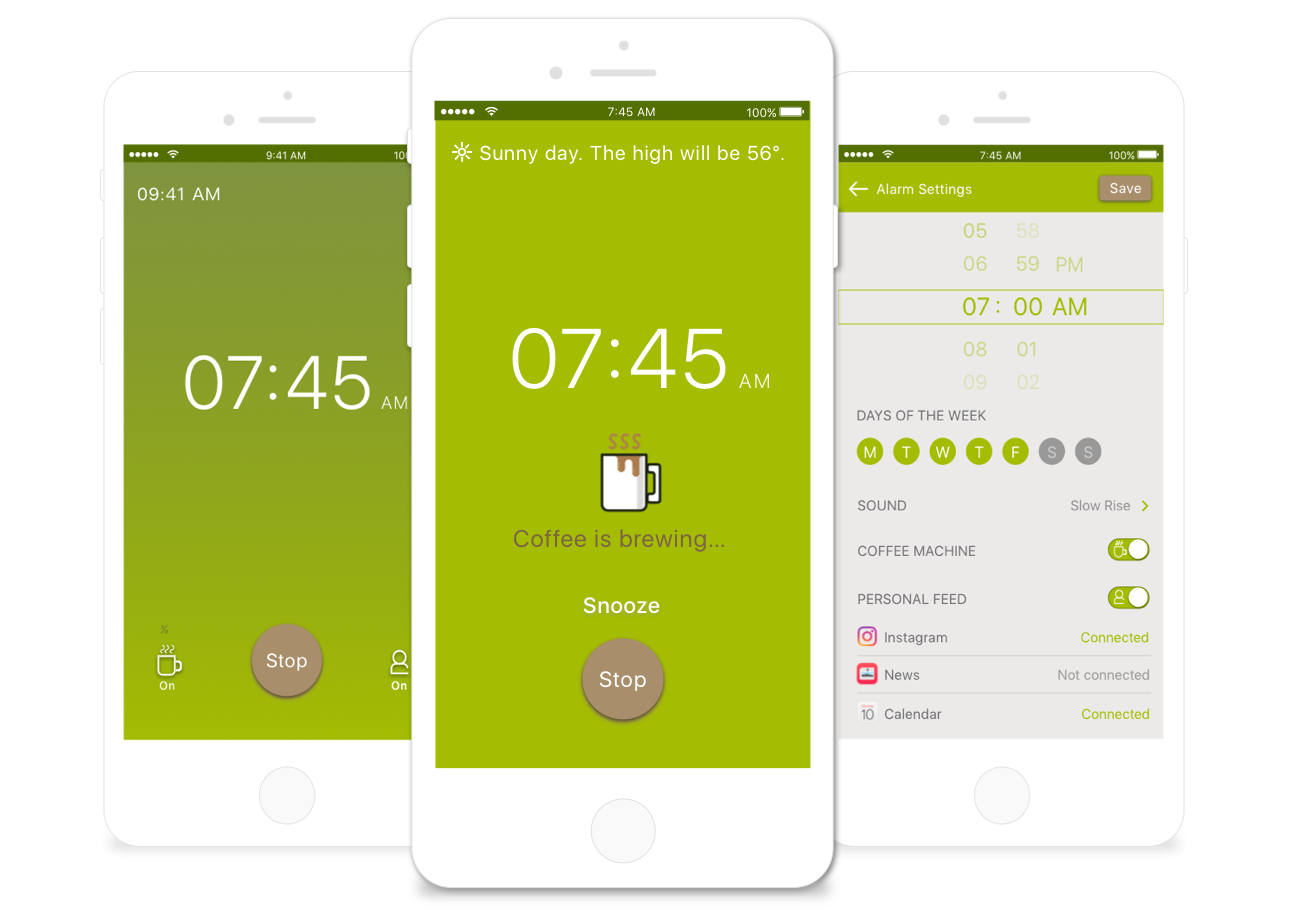 9:41 AM
10
09:41 AM
07:45 AM
%
On
Stop
On
7:45 AM
100%
Sunny day. The high will be 56°.
07:45 AM
Coffee is brewing...
Snooze
Stop
7:45 AM
100%
Alarm Settings
Save
05 58
06 59 PM
07 : 00 AM
08 01
09 02
DAYS OF THE WEEK
M T W T F S S
SOUND
Slow Rise
COFFEE MACHINE
PERSONAL FEED
Instagram
Connected
News
Not connected
10
Calendar
Connected